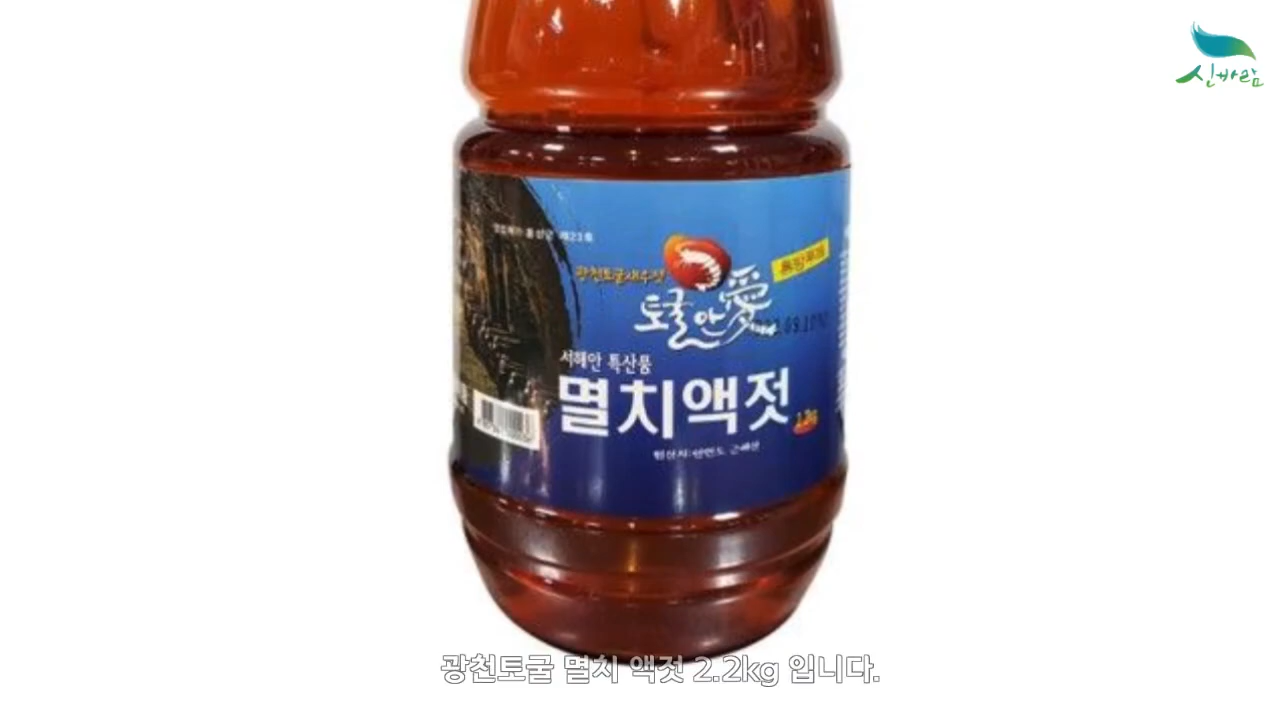 신바람
광천토굴새우젓
토굴안愛
서해안 특산품
멸치액젓
광천토굴 멸치 액젓 2.2kg 입니다.